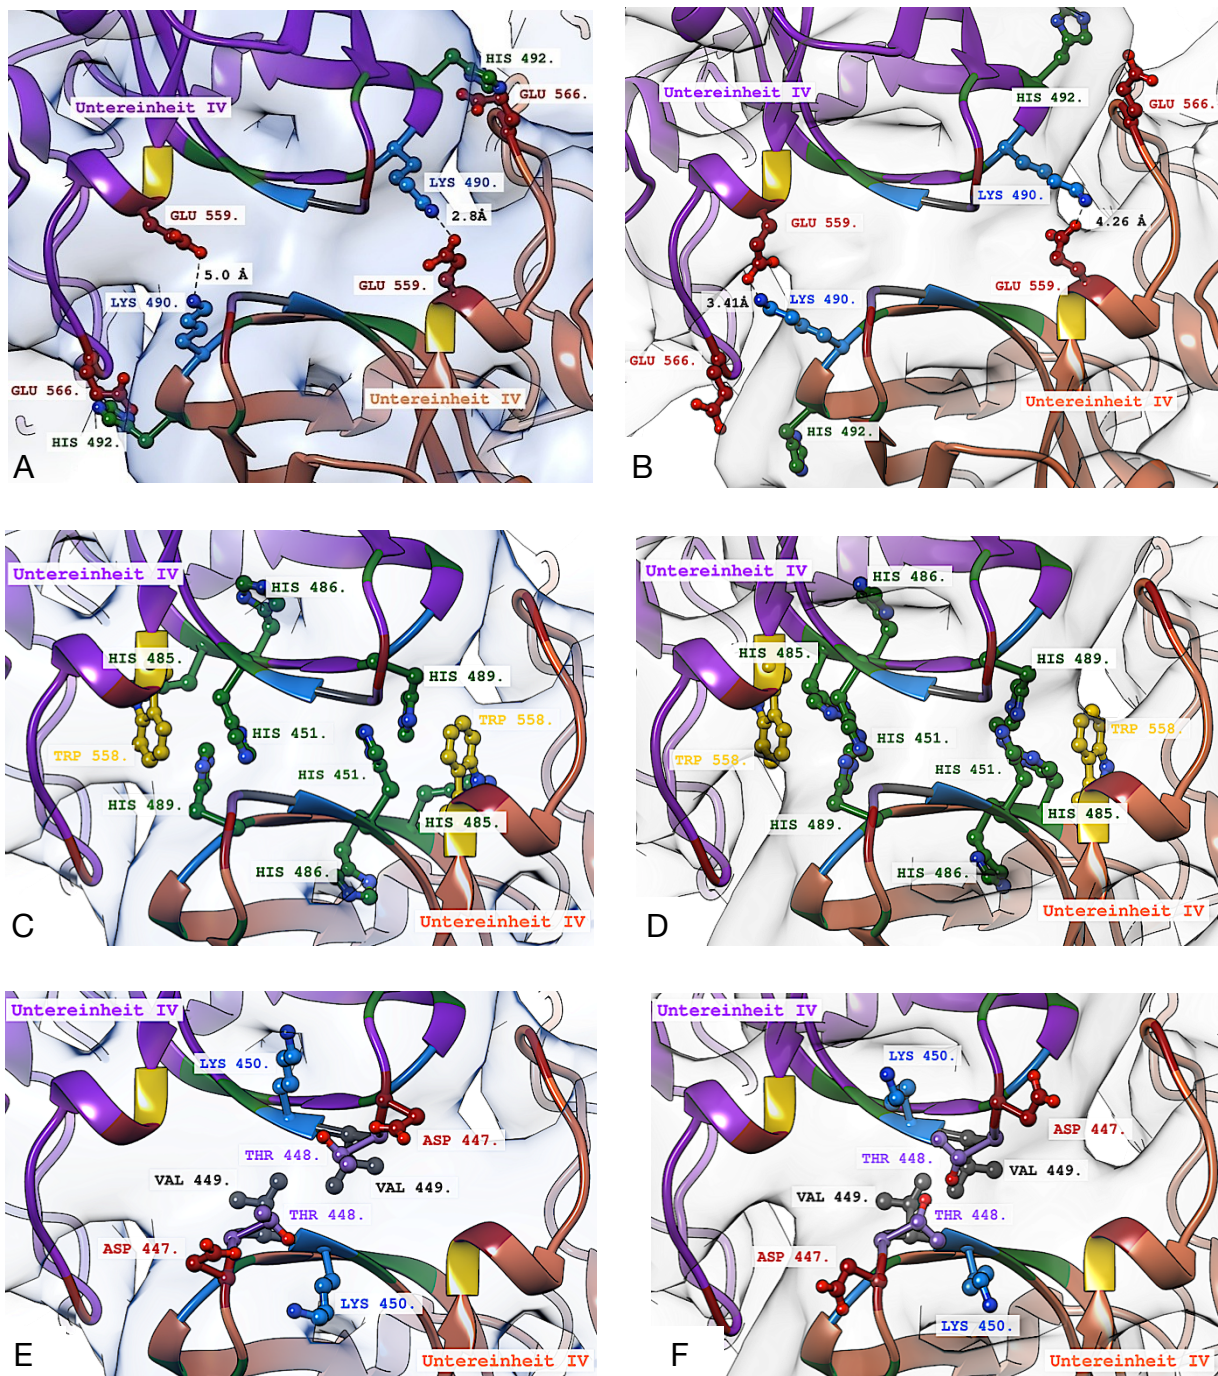 HIS 492.
Untereinheit IV
GLU 566.
LYS 490.
GLU 559.
2.8Å
5.0 Å
LYS 490.
GLU 559.
GLU 566.
Untereinheit IV
HIS 492.
A
Untereinheit IV
HIS 492.
GLU 566.
LYS 490.
GLU 559.
4.26 Å
LYS 490.
GLU 559.
3.41Å
GLU 566.
Untereinheit IV
HIS 492.
B
Untereinheit IV
HIS 486.
HIS 485.
HIS 489.
TRP 558.
HIS 451.
TRP 558.
HIS 451.
HIS 489.
HIS 485.
HIS 486.
Untereinheit IV
C
Untereinheit IV
HIS 486.
HIS 485.
HIS 489.
TRP 558.
HIS 451.
TRP 558.
HIS 451.
HIS 489.
HIS 485.
HIS 486.
Untereinheit IV
D
Untereinheit IV
LYS 450.
ASP 447.
THR 448.
VAL 449.
VAL 449.
THR 448.
ASP 447.
LYS 450.
Untereinheit IV
E
Untereinheit IV
LYS 450.
ASP 447.
THR 448.
VAL 449.
VAL 449.
THR 448.
ASP 447.
LYS 450.
Untereinheit IV
F